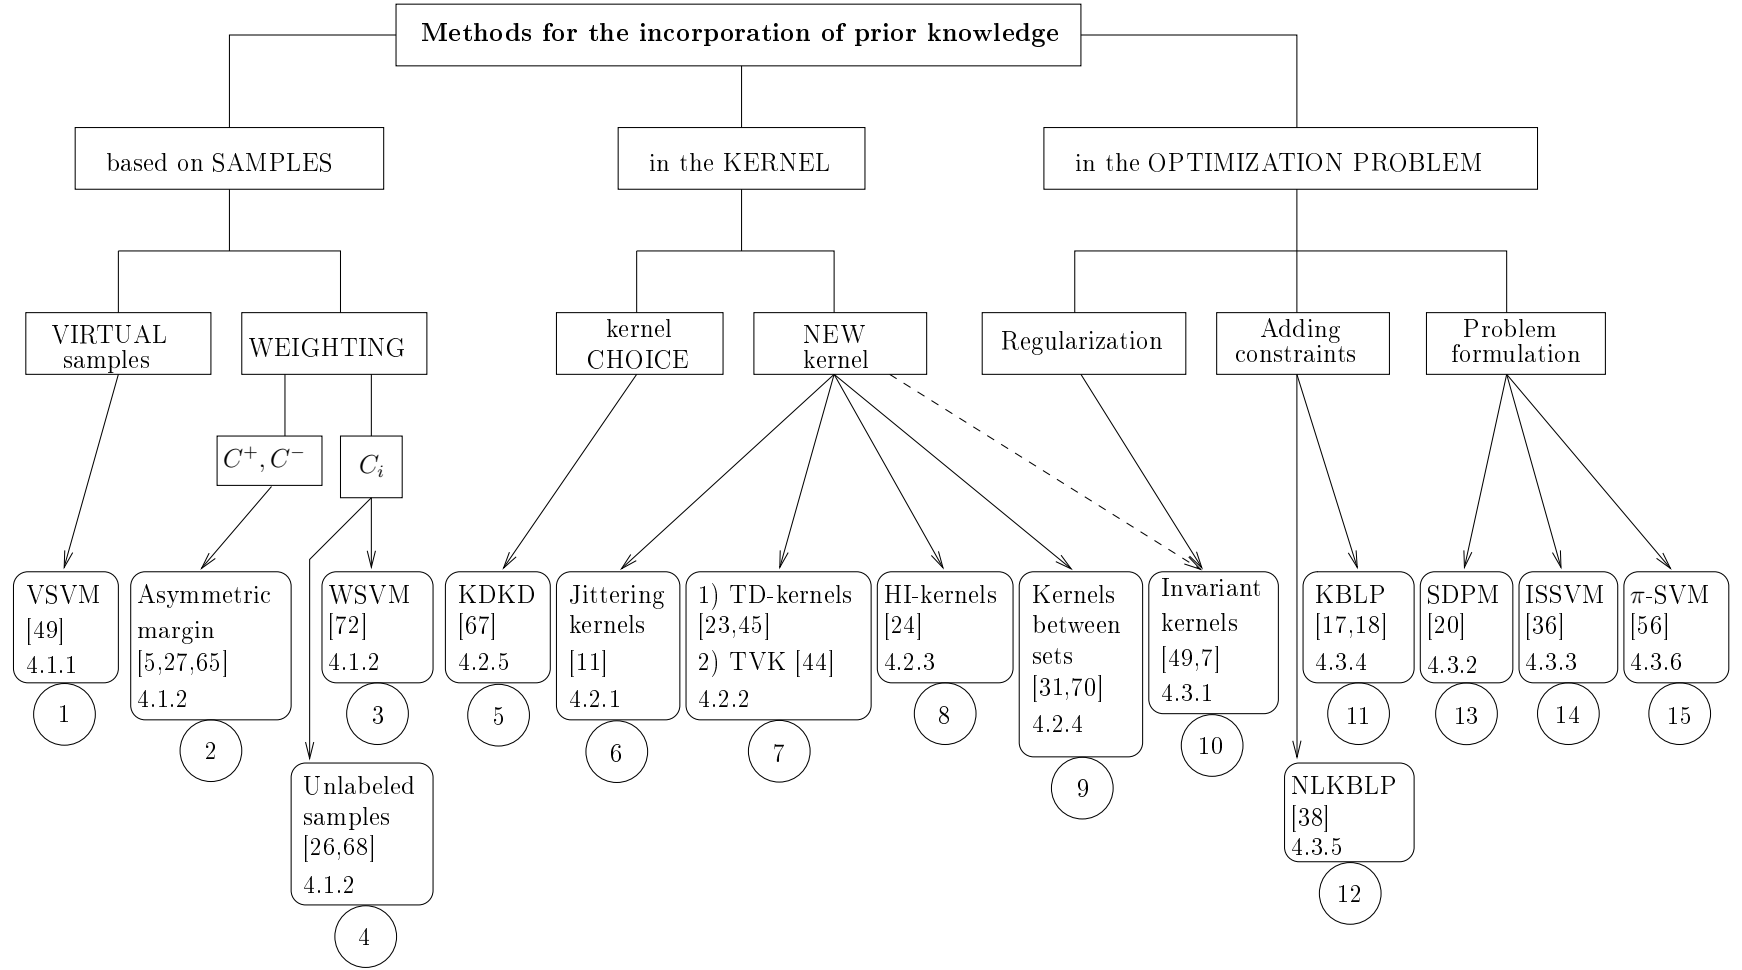 Methods for the incorporation of prior knowledge
based on SAMPLES
in the KERNEL
in the OPTIMIZATION PROBLEM
VIRTUAL
samples
WEIGHTING
kernel
CHOICE
NEW
kernel
Regularization
Adding
constraints
Problem
formulation
C⁺, C⁻
Cᵢ
VSVM
[49]
4.1.1
1
Asymmetric
margin
[5,27,65]
4.1.2
2
WSVM
[72]
4.1.2
3
Unlabeled
samples
[26,68]
4.1.2
4
KDKD
[67]
4.2.5
5
Jittering
kernels
[11]
4.2.1
6
1) TD-kernels
[23,45]
2) TVK [44]
4.2.2
7
HI-kernels
[24]
4.2.3
8
Kernels
between
sets
[31,70]
4.2.4
9
Invariant
kernels
[49,7]
4.3.1
10
KBLP
[17,18]
4.3.4
11
NLKBLP
[38]
4.3.5
12
SDPM
[20]
4.3.2
13
ISSVM
[36]
4.3.3
14
π-SVM
[56]
4.3.6
15